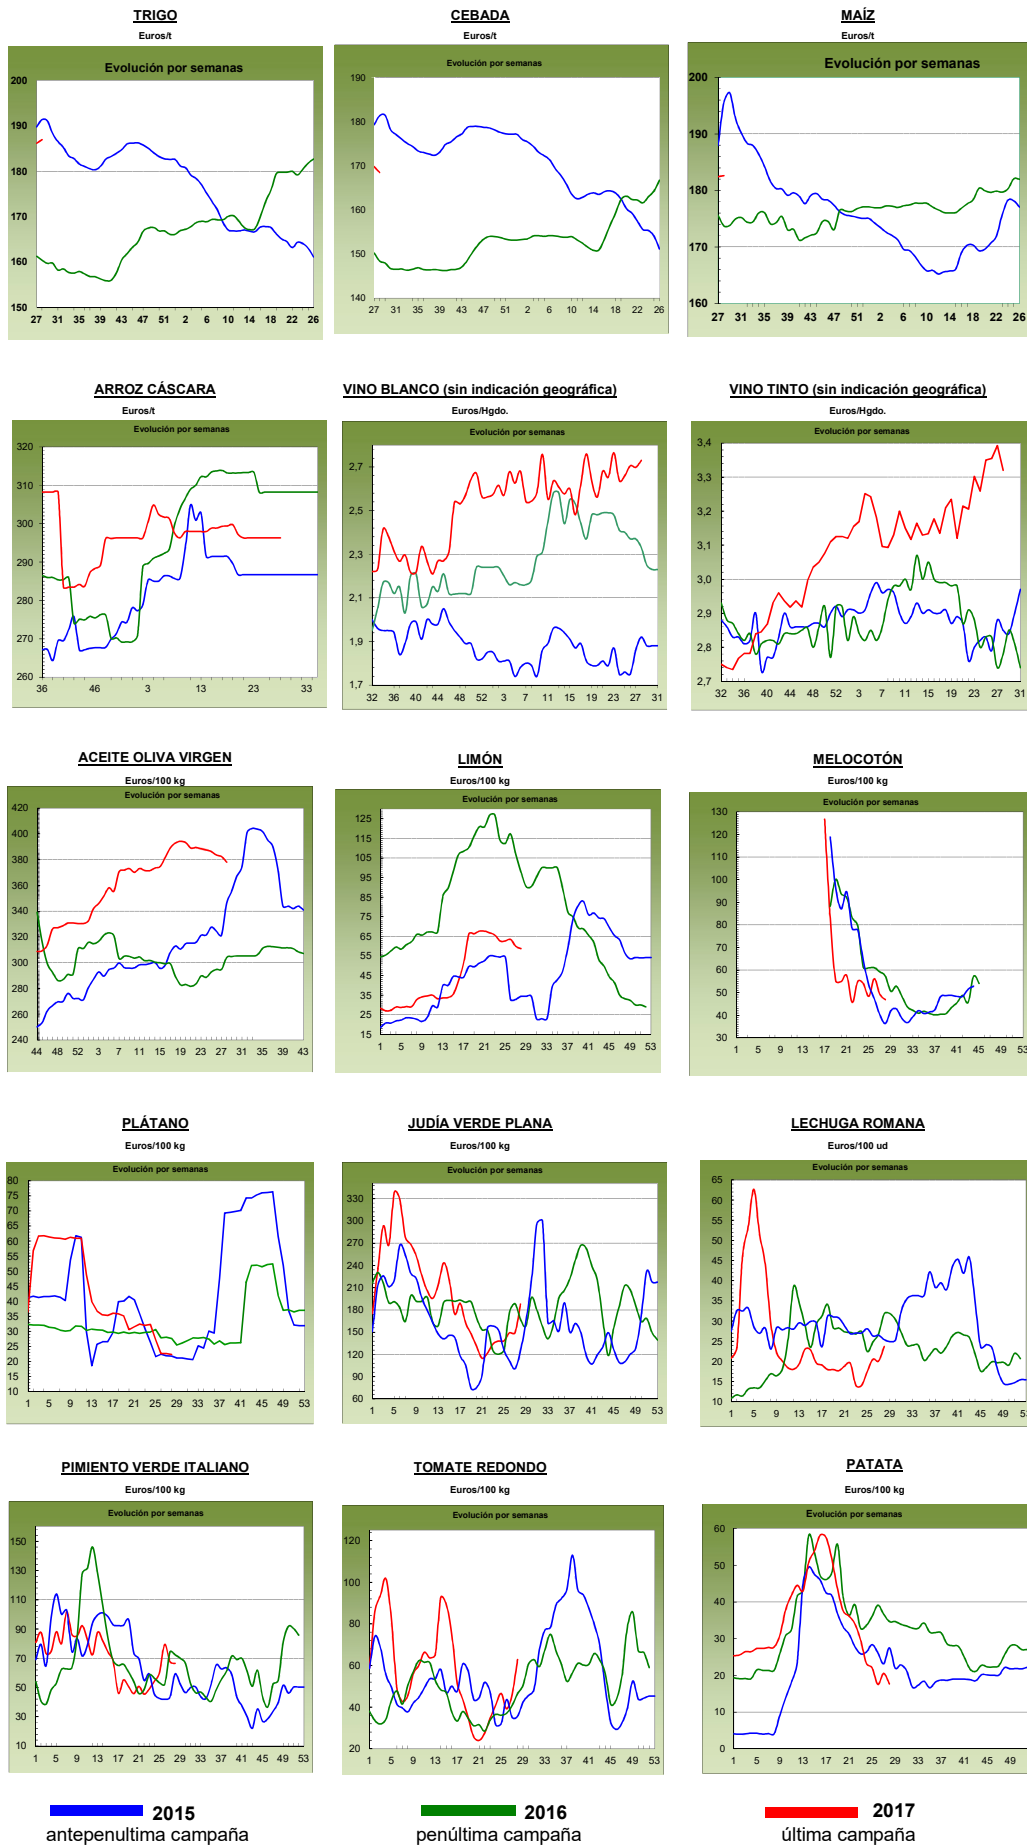 TRIGO
Euros/t
Evolución por semanas
200
190
180
170
160
150
27 31 35 39 43 47 51 2 6 10 14 18 22 26
CEBADA
Euros/t
Evolución por semanas
190
180
170
160
150
140
27 31 35 39 43 47 51 2 6 10 14 18 22 26
MAÍZ
Euros/t
Evolución por semanas
200
190
180
170
160
27 31 35 39 43 47 51 2 6 10 14 18 22 26
ARROZ CÁSCARA
Euros/t
Evolución por semanas
320
310
300
290
280
270
260
36 46 3 13 23 33
VINO BLANCO (sin indicación geográfica)
Euros/Hgdo.
Evolución por semanas
2,7
2,5
2,3
2,1
1,9
1,7
32 36 40 44 48 52 3 7 11 15 19 23 27 31
VINO TINTO (sin indicación geográfica)
Euros/Hgdo.
Evolución por semanas
3,4
3,3
3,2
3,1
3,0
2,9
2,8
2,7
32 36 40 44 48 52 3 7 11 15 19 23 27 31
ACEITE OLIVA VIRGEN
Euros/100 kg
Evolución por semanas
420
400
380
360
340
320
300
280
260
240
44 48 52 3 7 11 15 19 23 27 31 35 39 43
LIMÓN
Euros/100 kg
Evolución por semanas
125
115
105
95
85
75
65
55
45
35
25
15
1 5 9 13 17 21 25 29 33 37 41 45 49 53
MELOCOTÓN
Euros/100 kg
Evolución por semanas
130
120
110
100
90
80
70
60
50
40
30
1 5 9 13 17 21 25 29 33 37 41 45 49 53
PLÁTANO
Euros/100 kg
Evolución por semanas
80
75
70
65
60
55
50
45
40
35
30
25
20
15
10
1 5 9 13 17 21 25 29 33 37 41 45 49 53
JUDÍA VERDE PLANA
Euros/100 kg
Evolución por semanas
330
300
270
240
210
180
150
120
90
60
1 5 9 13 17 21 25 29 33 37 41 45 49 53
LECHUGA ROMANA
Euros/100 ud
Evolución por semanas
65
60
55
50
45
40
35
30
25
20
15
10
1 5 9 13 17 21 25 29 33 37 41 45 49 53
PIMIENTO VERDE ITALIANO
Euros/100 kg
Evolución por semanas
150
130
110
90
70
50
30
10
1 5 9 13 17 21 25 29 33 37 41 45 49 53
TOMATE REDONDO
Euros/100 kg
Evolución por semanas
120
100
80
60
40
20
1 5 9 13 17 21 25 29 33 37 41 45 49 53
PATATA
Euros/100 kg
Evolución por semanas
60
50
40
30
20
10
0
1 5 9 13 17 21 25 29 33 37 41 45 49
2015
antepenultima campaña
2016
penúltima campaña
2017
última campaña